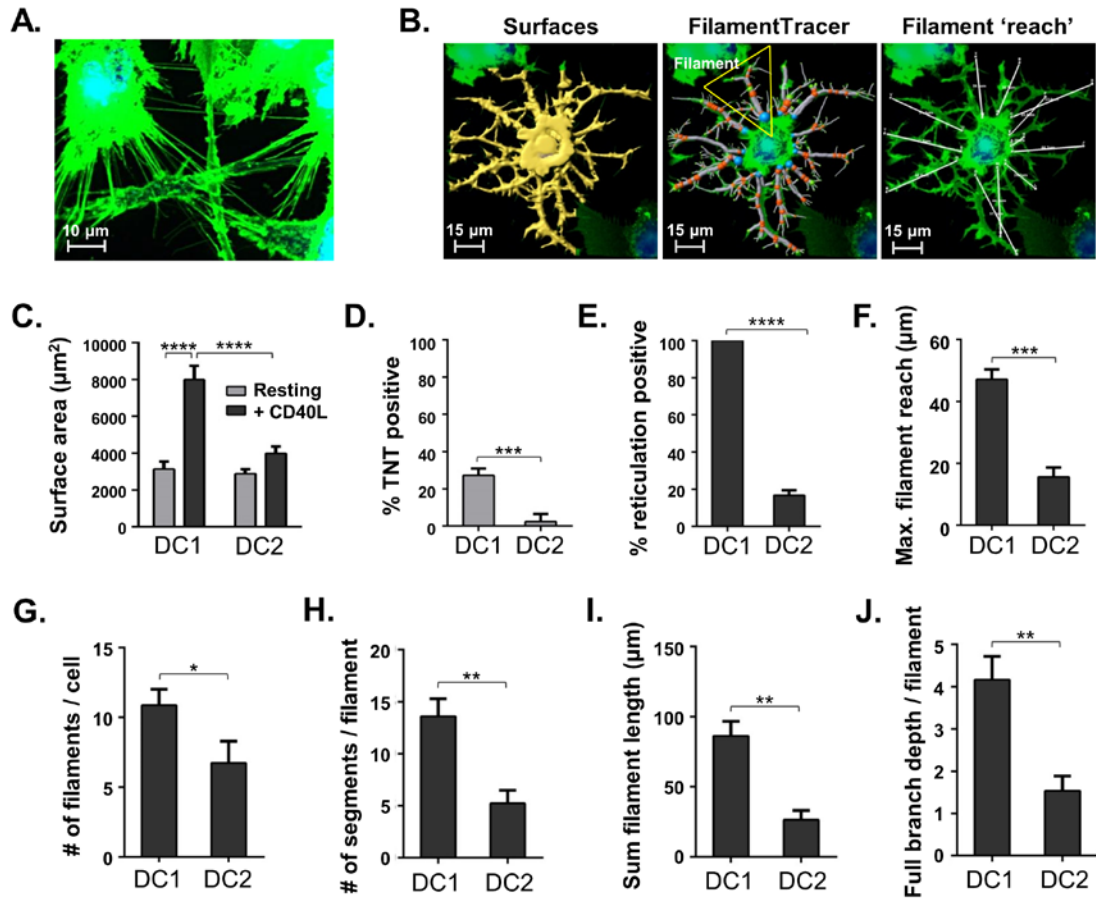 A.
10 µm
B.
Surfaces
FilamentTracer
Filament ‘reach’
Filament
15 µm
15 µm
15 µm
C.
Surface area (µm²)
10000
8000
6000
4000
2000
0
****
****
Resting
+ CD40L
DC1
DC2
D.
% TNT positive
100
80
60
40
20
0
***
DC1
DC2
E.
% reticulation positive
100
80
60
40
20
0
****
DC1
DC2
F.
Max. filament reach (µm)
60
40
20
0
***
DC1
DC2
G.
# of filaments / cell
15
10
5
0
*
DC1
DC2
H.
# of segments / filament
20
15
10
5
0
**
DC1
DC2
I.
Sum filament length (µm)
150
100
50
0
**
DC1
DC2
J.
Full branch depth / filament
5
4
3
2
1
0
**
DC1
DC2